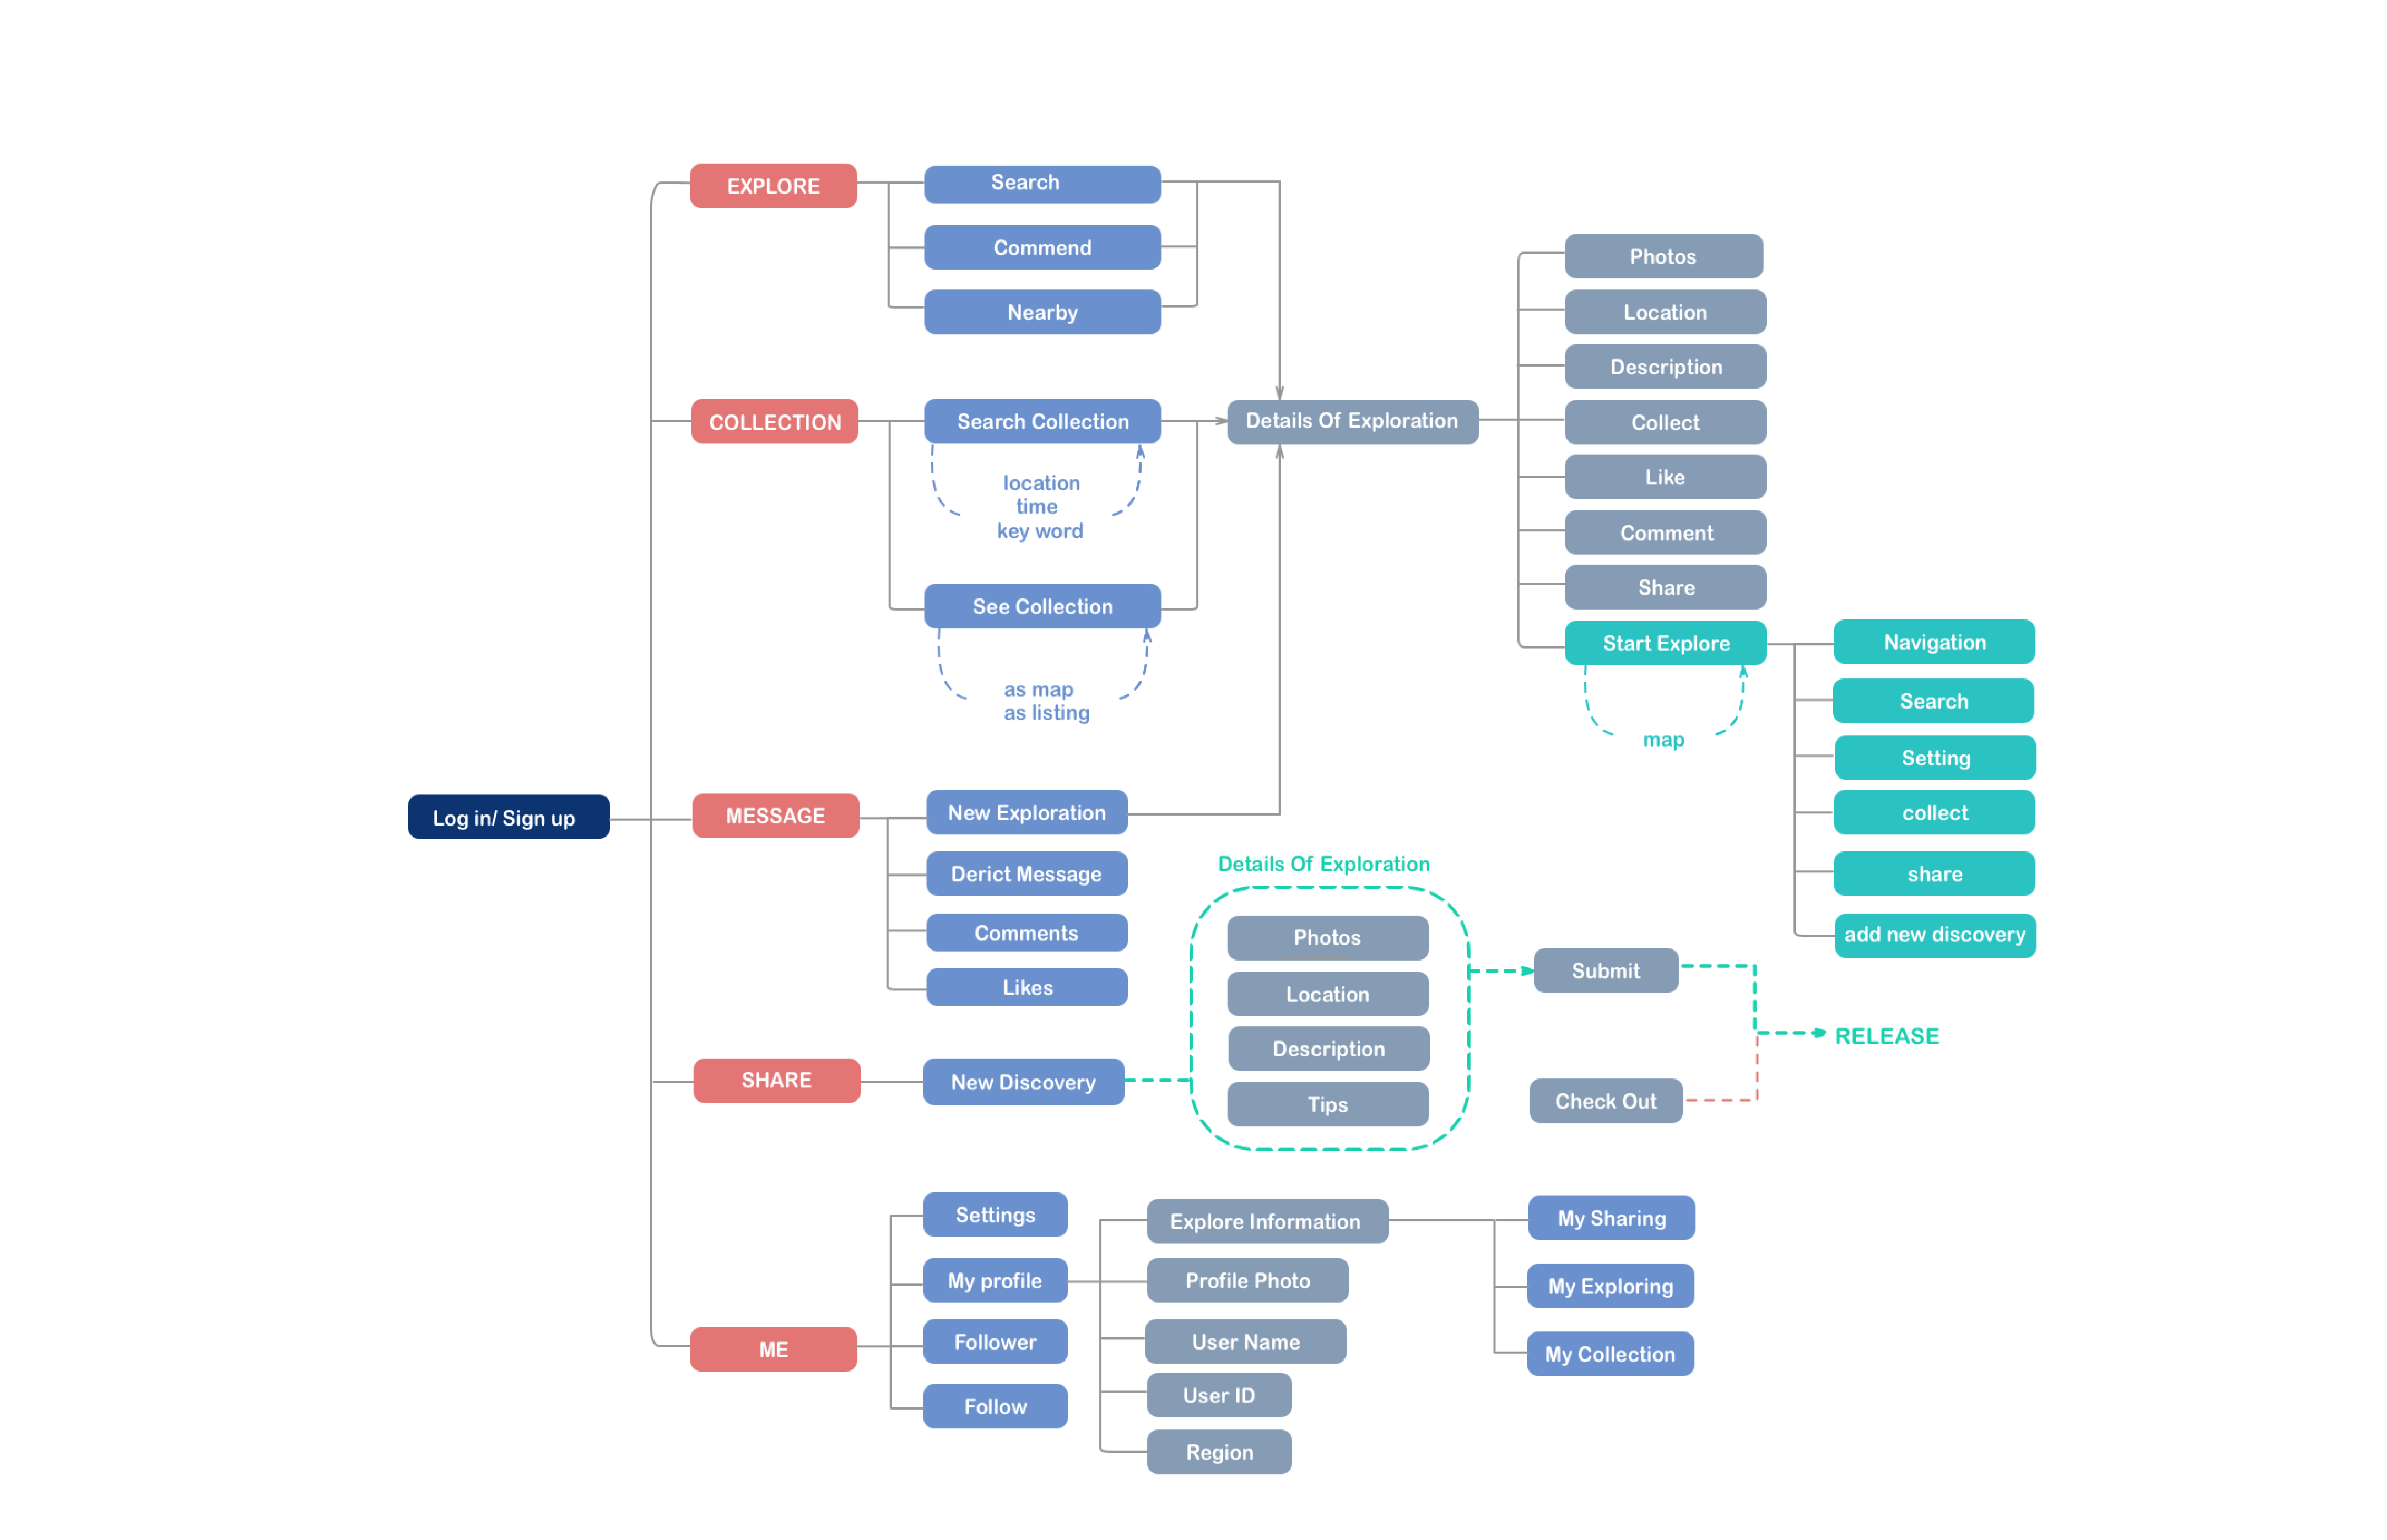 Log in/ Sign up
EXPLORE
Search
Commend
Nearby
COLLECTION
Search Collection
location
time
key word
See Collection
as map
as listing
Details Of Exploration
Photos
Location
Description
Collect
Like
Comment
Share
Start Explore
map
Navigation
Search
Setting
collect
share
add new discovery
MESSAGE
New Exploration
Derict Message
Comments
Likes
SHARE
New Discovery
Details Of Exploration
Photos
Location
Description
Tips
Submit
Check Out
RELEASE
ME
Settings
My profile
Follower
Follow
Explore Information
Profile Photo
User Name
User ID
Region
My Sharing
My Exploring
My Collection